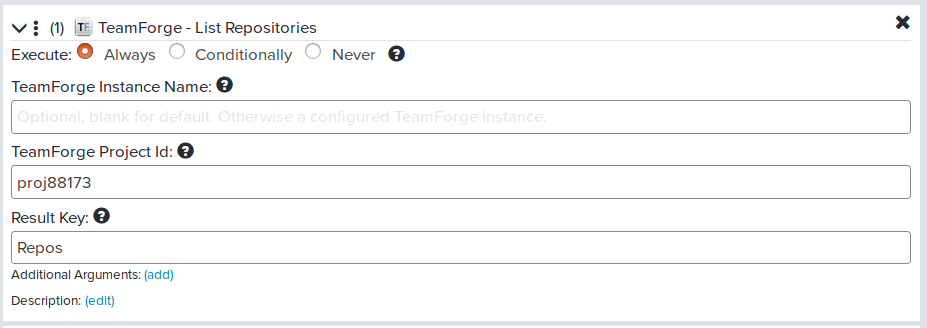 (1) TF TeamForge - List Repositories
Execute: Always Conditionally Never ?
TeamForge Instance Name: ?
Optional, blank for default. Otherwise a configured TeamForge instance.
TeamForge Project Id: ?
proj88173
Result Key: ?
Repos
Additional Arguments: (add)
Description: (edit)